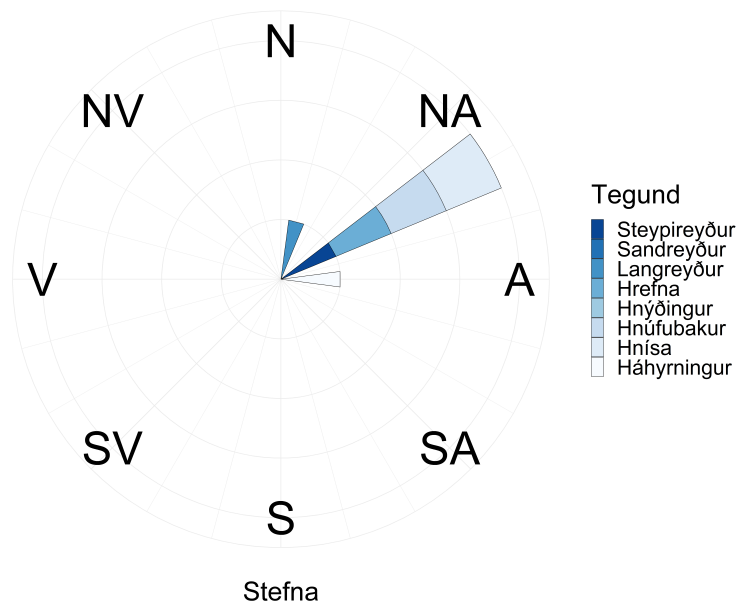 N
NV
NA
V
A
SV
SA
S
Stefna
Tegund
Steypireyður
Sandreyður
Langreyður
Hrefna
Hnýðingur
Hnúfubakur
Hnísa
Háhyrningur